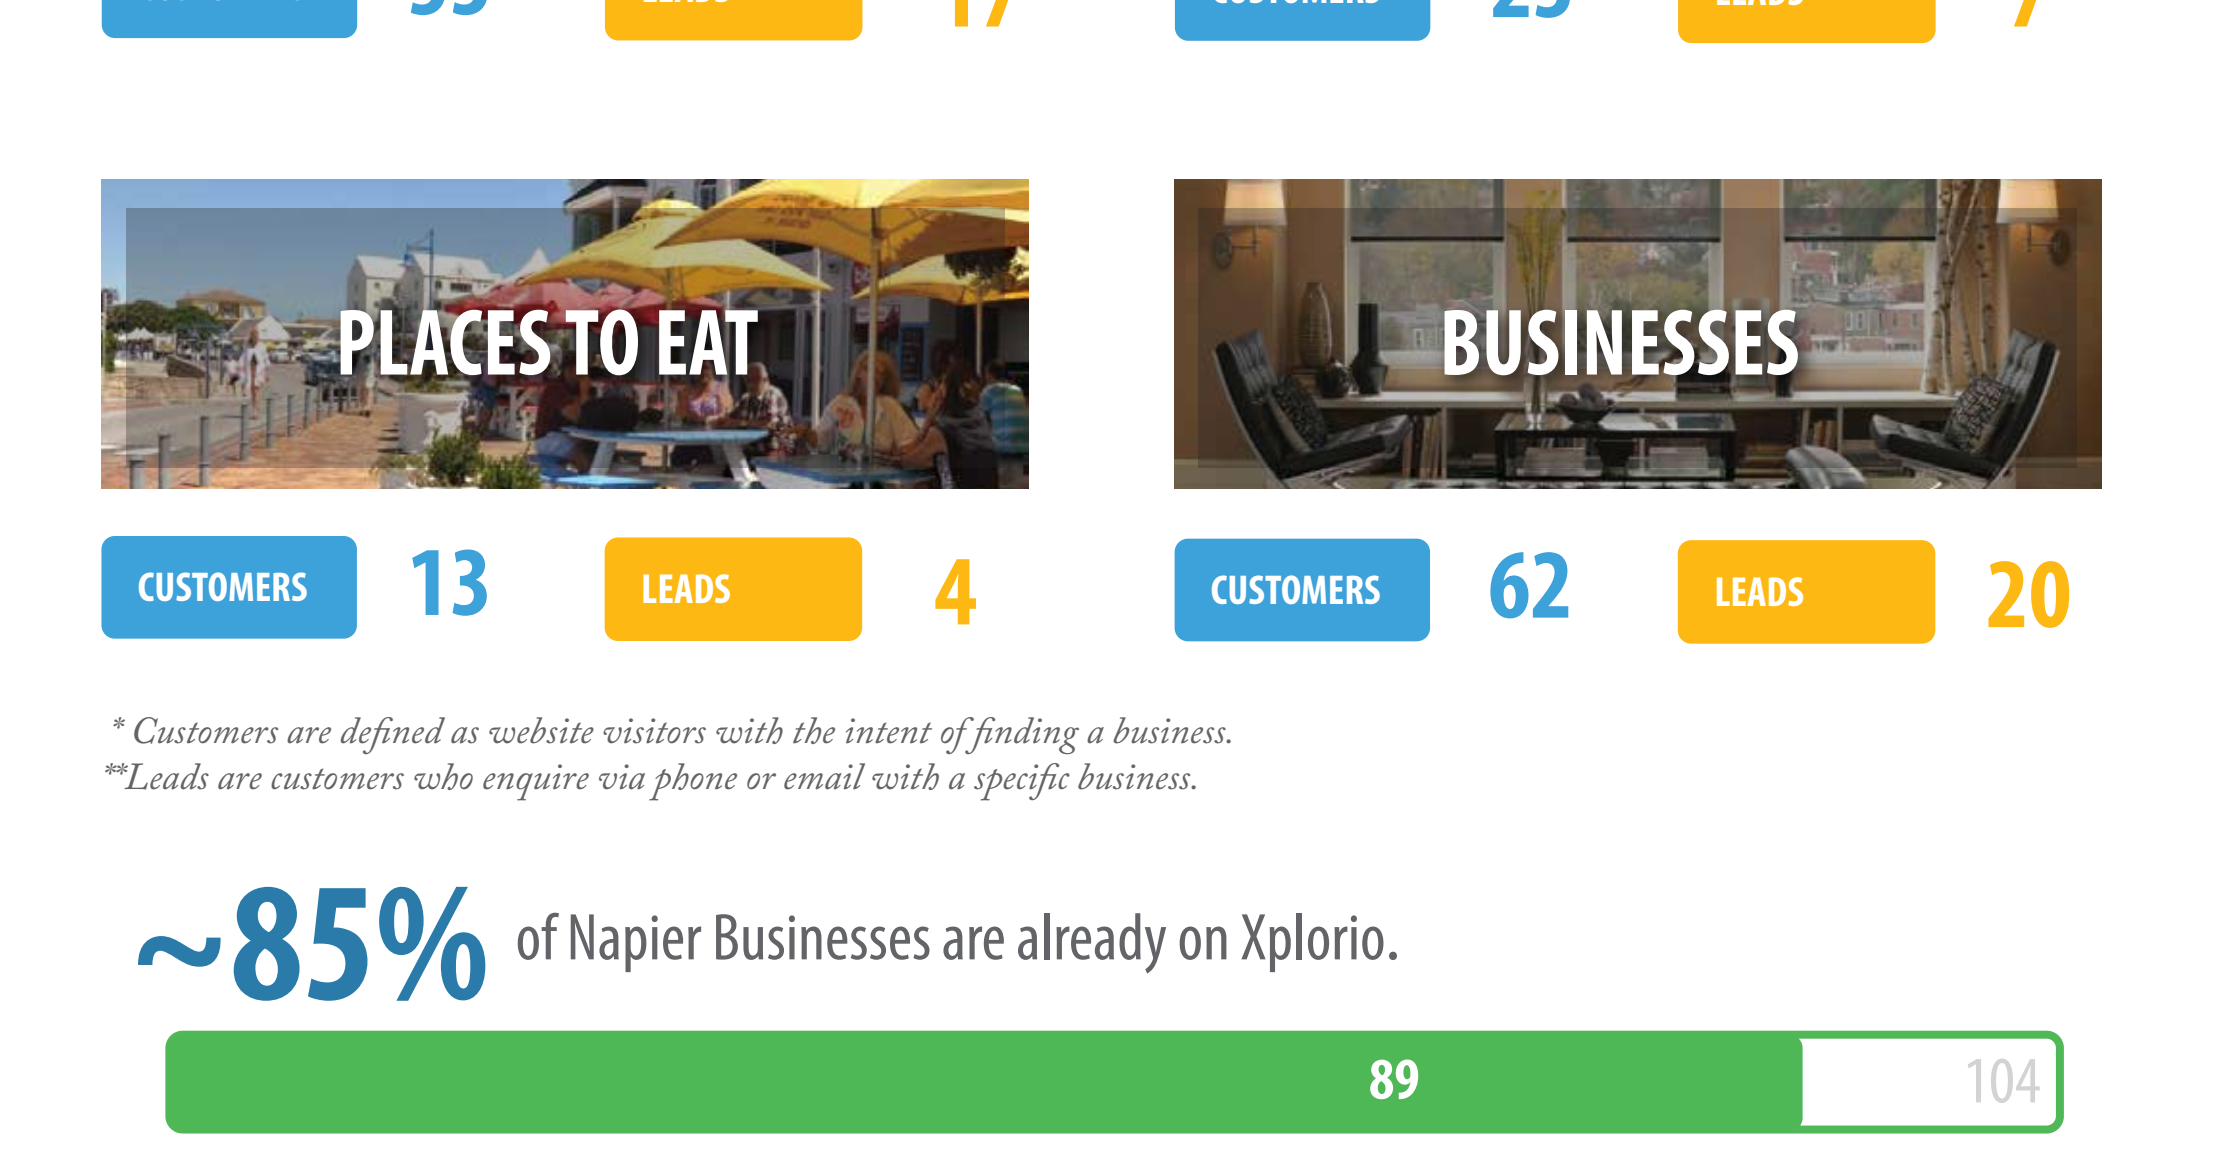 17
7
PLACES TO EAT
BUSINESSES
CUSTOMERS 13 LEADS 4
CUSTOMERS 62 LEADS 20
* Customers are defined as website visitors with the intent of finding a business.
**Leads are customers who enquire via phone or email with a specific business.
~85% of Napier Businesses are already on Xplorio.
89 104